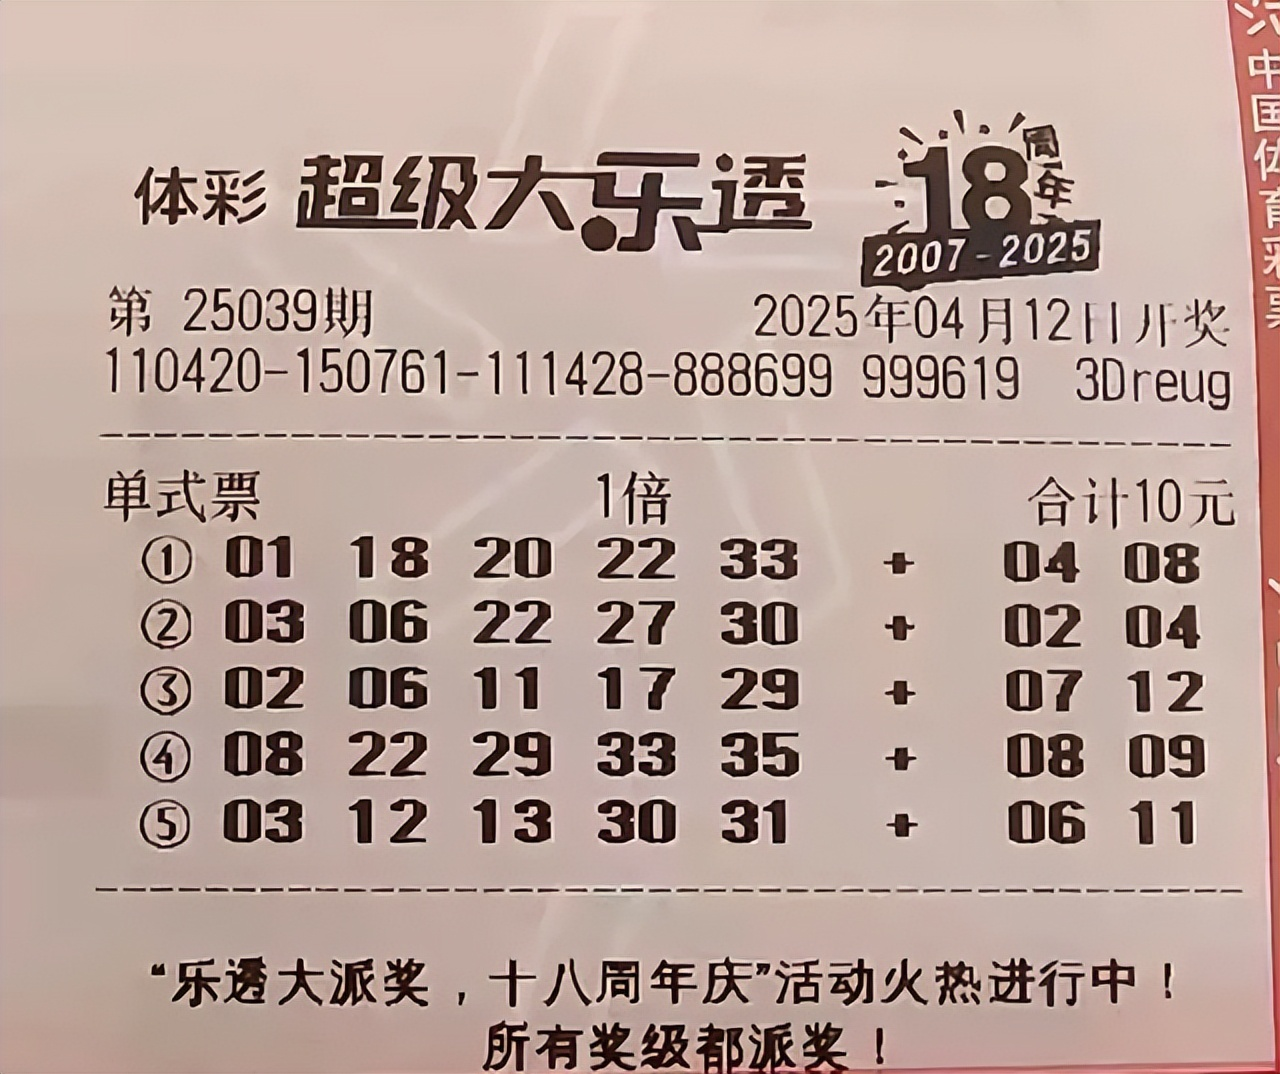 体彩 超级大乐透 18周年
2007-2025
第 25039期 2025年04月12日开奖
110420-150761-111428-888699 999619 3Dreug
单式票 1倍 合计10元
① 01 18 20 22 33 + 04 08
② 03 06 22 27 30 + 02 04
③ 02 06 11 17 29 + 07 12
④ 08 22 29 33 35 + 08 09
⑤ 03 12 13 30 31 + 06 11
“乐透大派奖，十八周年庆”活动火热进行中！
所有奖级都派奖！
中国体育彩票